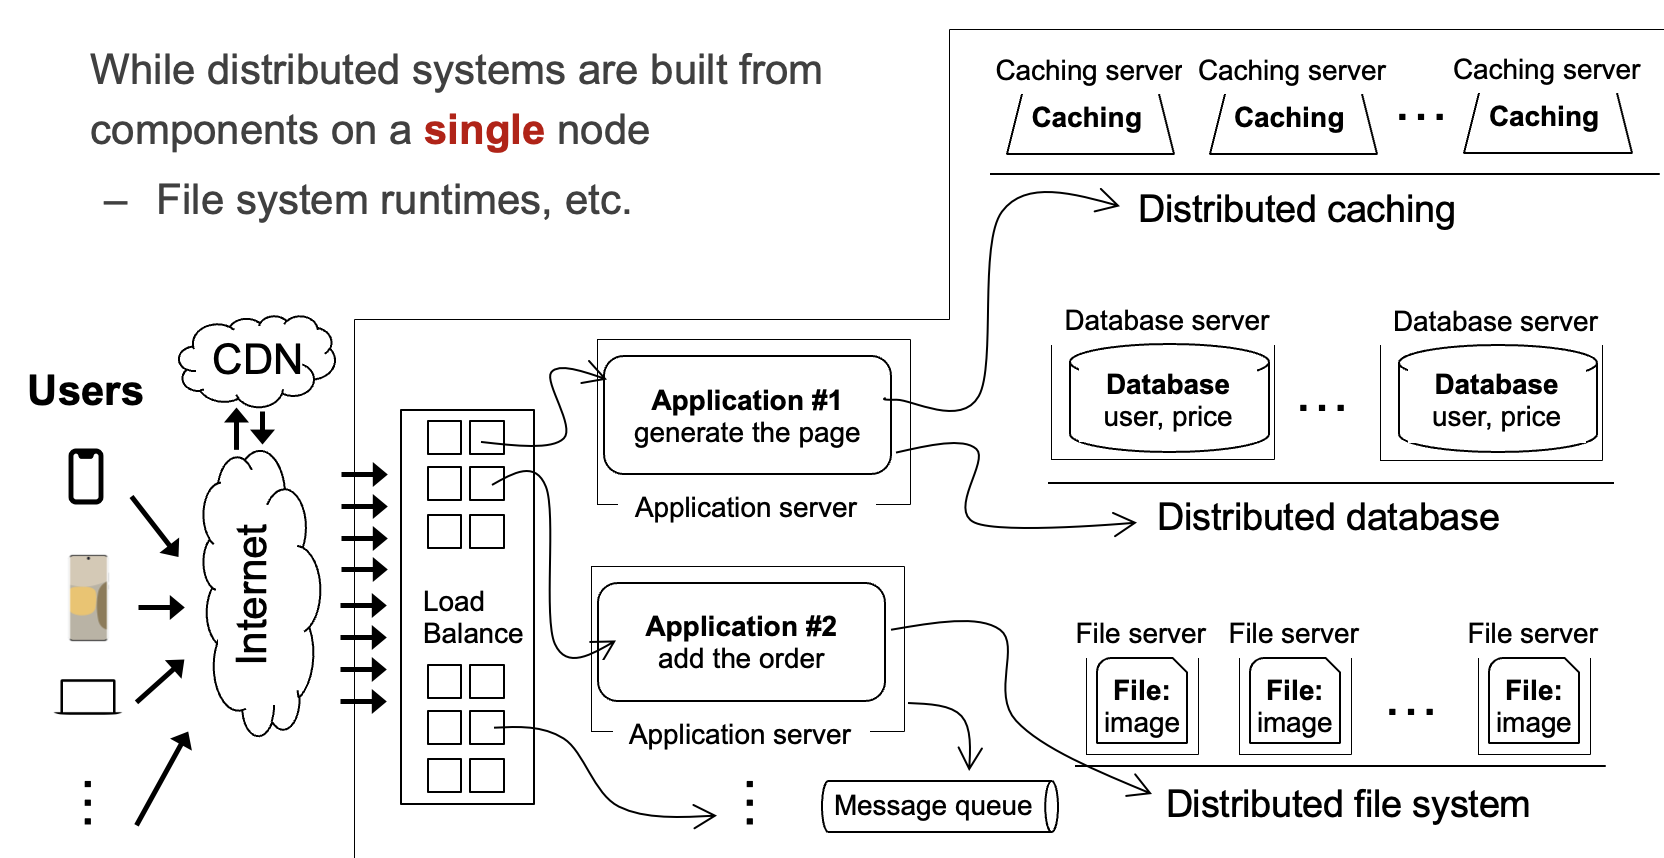 While distributed systems are built from
components on a single node
– File system runtimes, etc.
Caching server
Caching server
Caching server
Caching
Caching
...
Caching
Distributed caching
Database server
Database server
Database
user, price
...
Database
user, price
Distributed database
File server
File server
File server
File:
image
File:
image
...
File:
image
Distributed file system
CDN
Users
Internet
Load
Balance
Application #1
generate the page
Application server
Application #2
add the order
Application server
Message queue